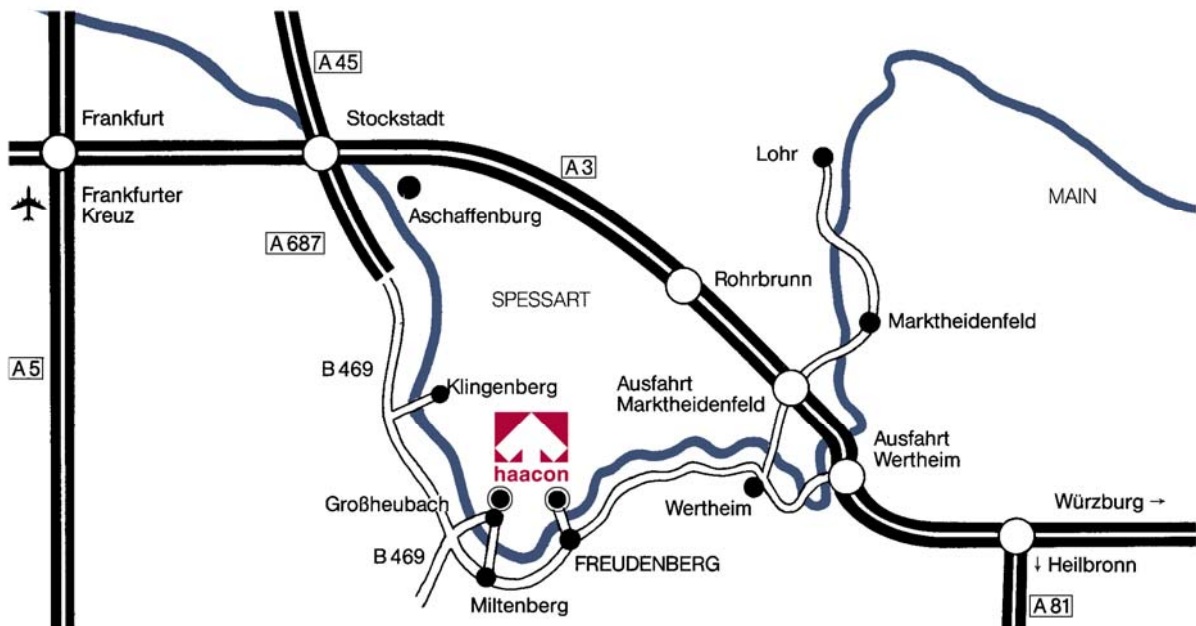 A 45
Frankfurt
Stockstadt
A 3
Lohr
MAIN
Frankfurter
Kreuz
Aschaffenburg
A 687
SPESSART
Rohrbrunn
Marktheidenfeld
A 5
B 469
Klingenberg
Ausfahrt
Marktheidenfeld
Ausfahrt
Wertheim
haacon
Großheubach
Wertheim
Würzburg →
B 469
FREUDENBERG
↓ Heilbronn
Miltenberg
A 81